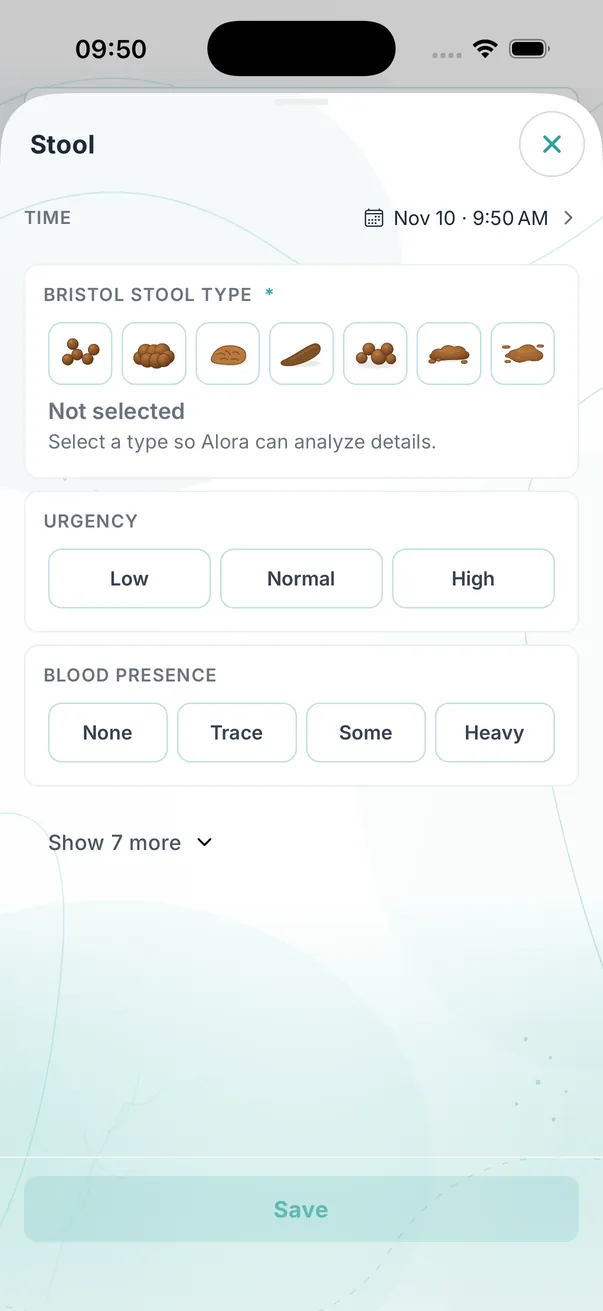 09:50
Stool
TIME
Nov 10 · 9:50 AM
BRISTOL STOOL TYPE *
Not selected
Select a type so Alora can analyze details.
URGENCY
Low Normal High
BLOOD PRESENCE
None Trace Some Heavy
Show 7 more
Save